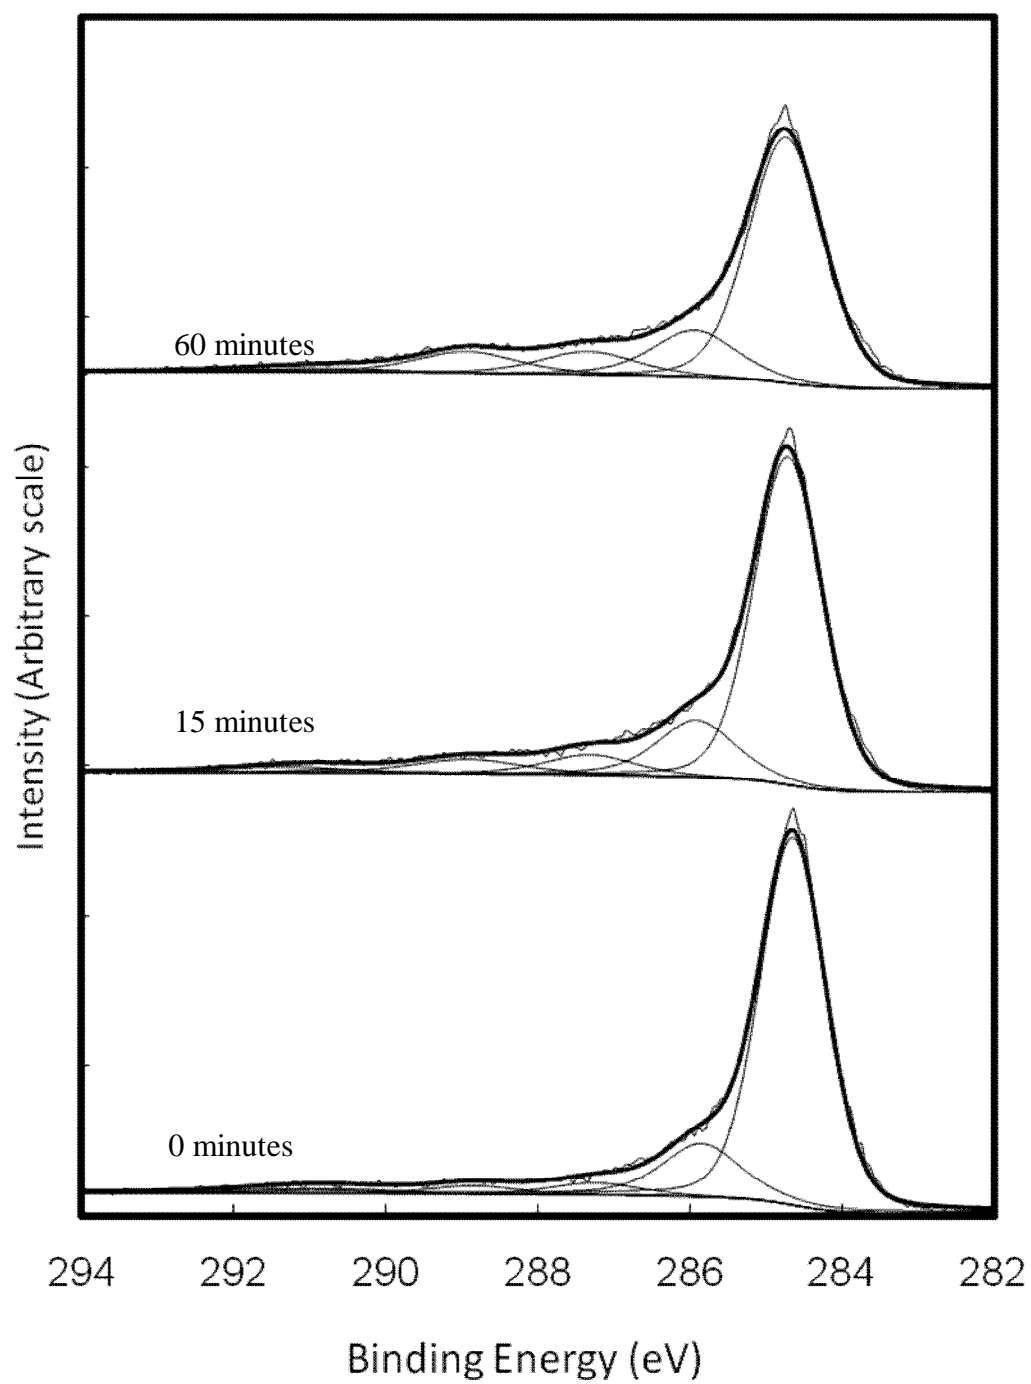 60 minutes
15 minutes
0 minutes
Intensity (Arbitrary scale)
294 292 290 288 286 284 282
Binding Energy (eV)